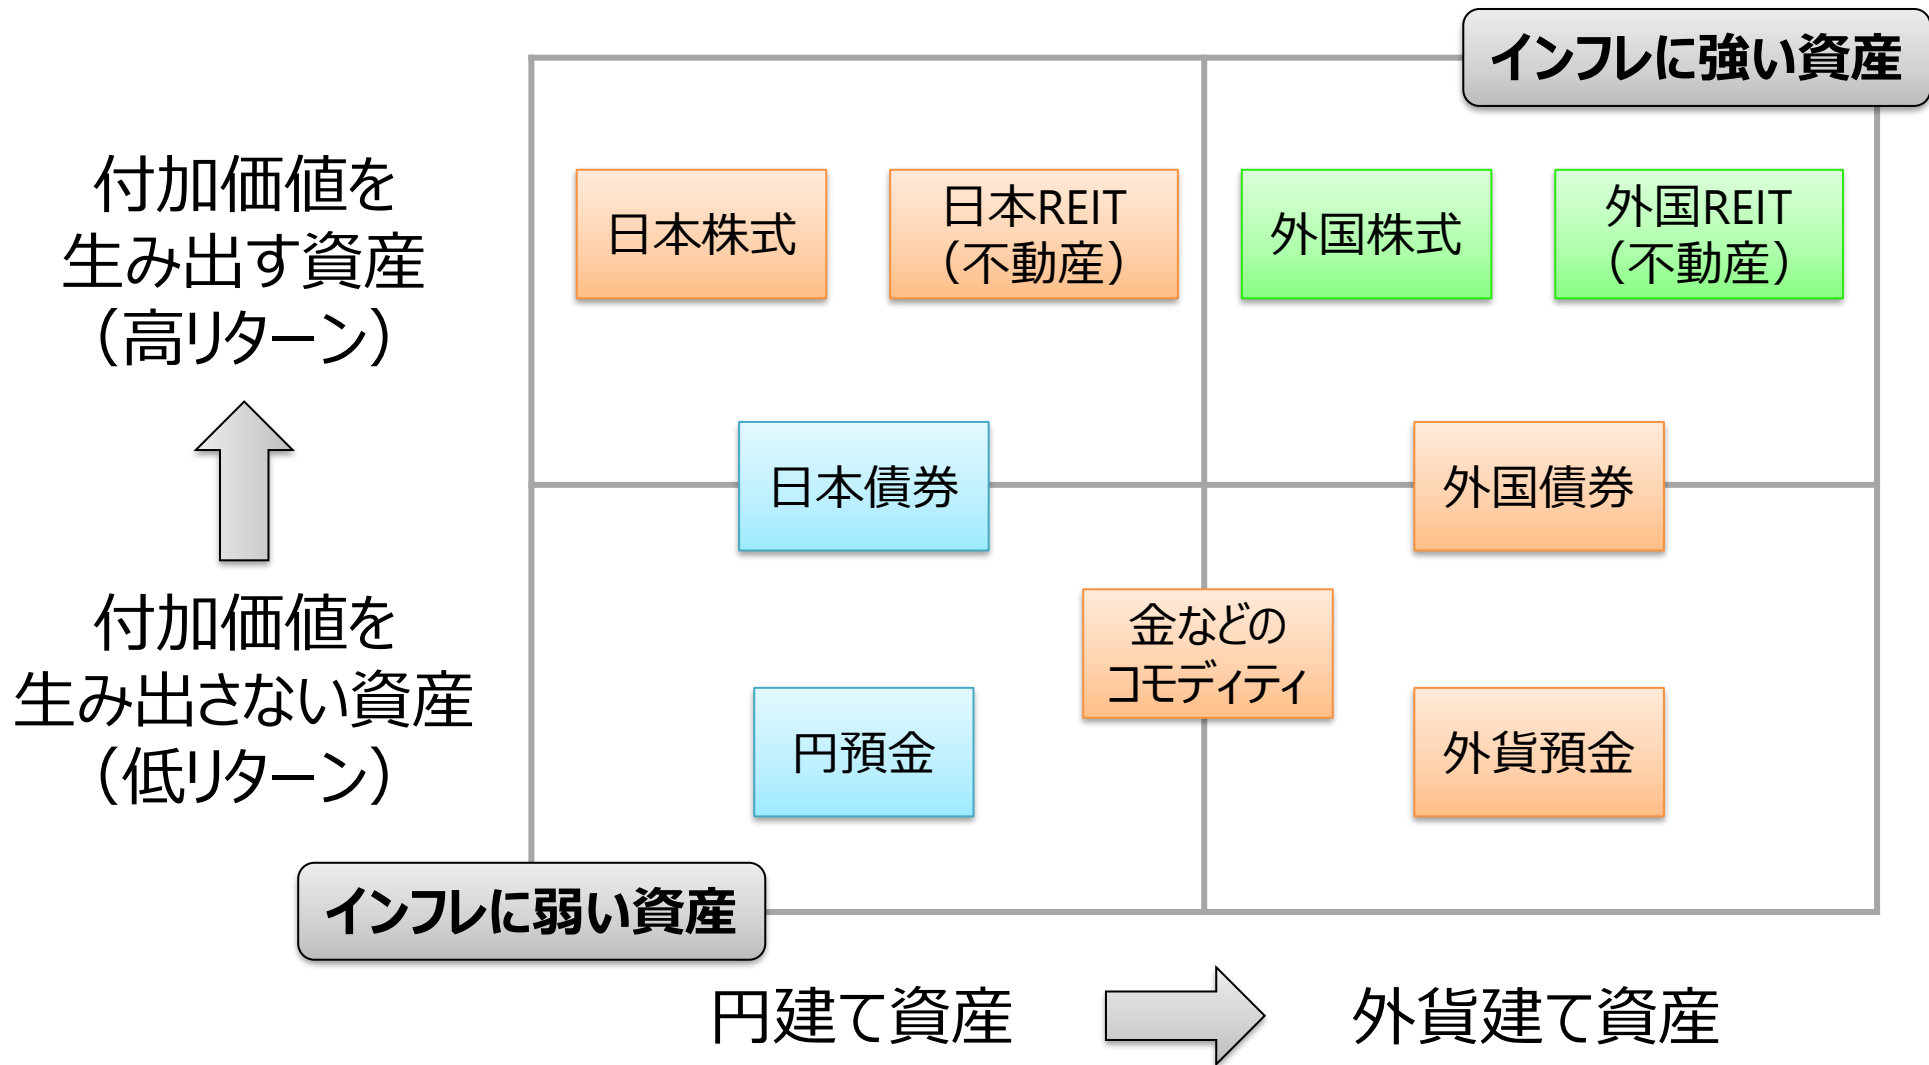 インフレに強い資産
付加価値を
生み出す資産
（高リターン）
日本株式
日本REIT
（不動産）
外国株式
外国REIT
（不動産）
日本債券
外国債券
付加価値を
生み出さない資産
（低リターン）
金などの
コモディティ
円預金
外貨預金
インフレに弱い資産
円建て資産
外貨建て資産